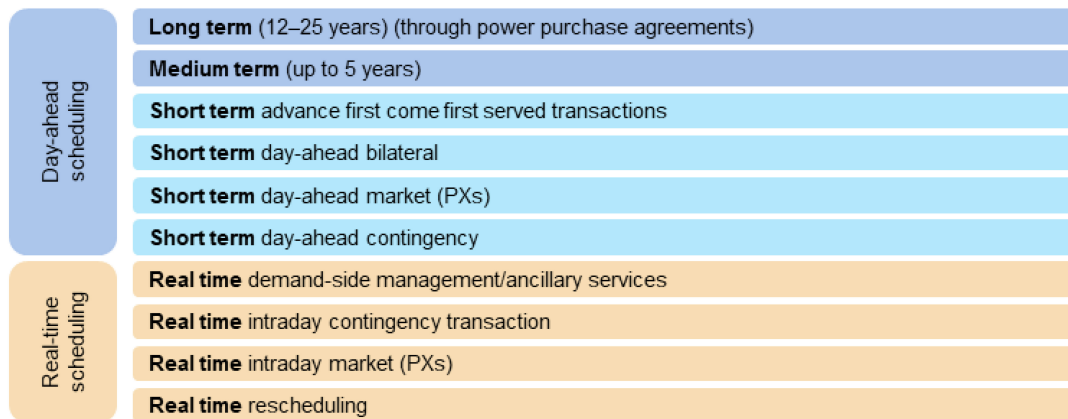 Day-ahead
scheduling
Long term (12–25 years) (through power purchase agreements)
Medium term (up to 5 years)
Short term advance first come first served transactions
Short term day-ahead bilateral
Short term day-ahead market (PXs)
Short term day-ahead contingency
Real-time
scheduling
Real time demand-side management/ancillary services
Real time intraday contingency transaction
Real time intraday market (PXs)
Real time rescheduling